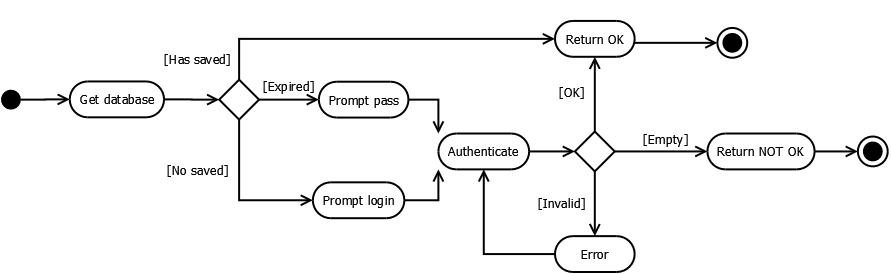 Return OK
[Has saved]
[Expired]
[OK]
Get database
Prompt pass
[Empty]
Authenticate
Return NOT OK
[No saved]
Prompt login
[Invalid]
Error